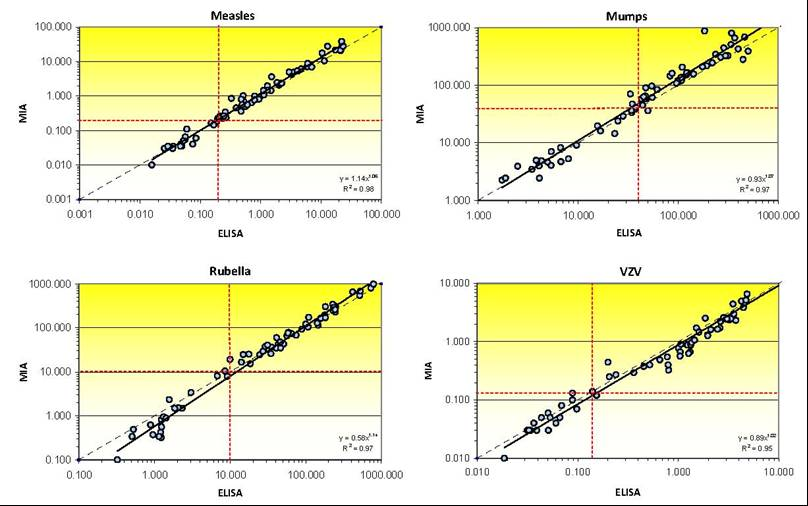 Measles
100.000
10.000
1.000
0.100
0.010
0.001
MIA
0.001 0.010 0.100 1.000 10.000 100.000
ELISA
R² = 0.98
Mumps
1000.000
100.000
10.000
1.000
MIA
1.000 10.000 100.000 1000.000
ELISA
R² = 0.97
Rubella
1000.000
100.000
10.000
1.000
0.100
MIA
0.100 1.000 10.000 100.000 1000.000
ELISA
R² = 0.97
VZV
10.000
1.000
0.100
0.010
MIA
0.010 0.100 1.000 10.000
ELISA
R² = 0.95